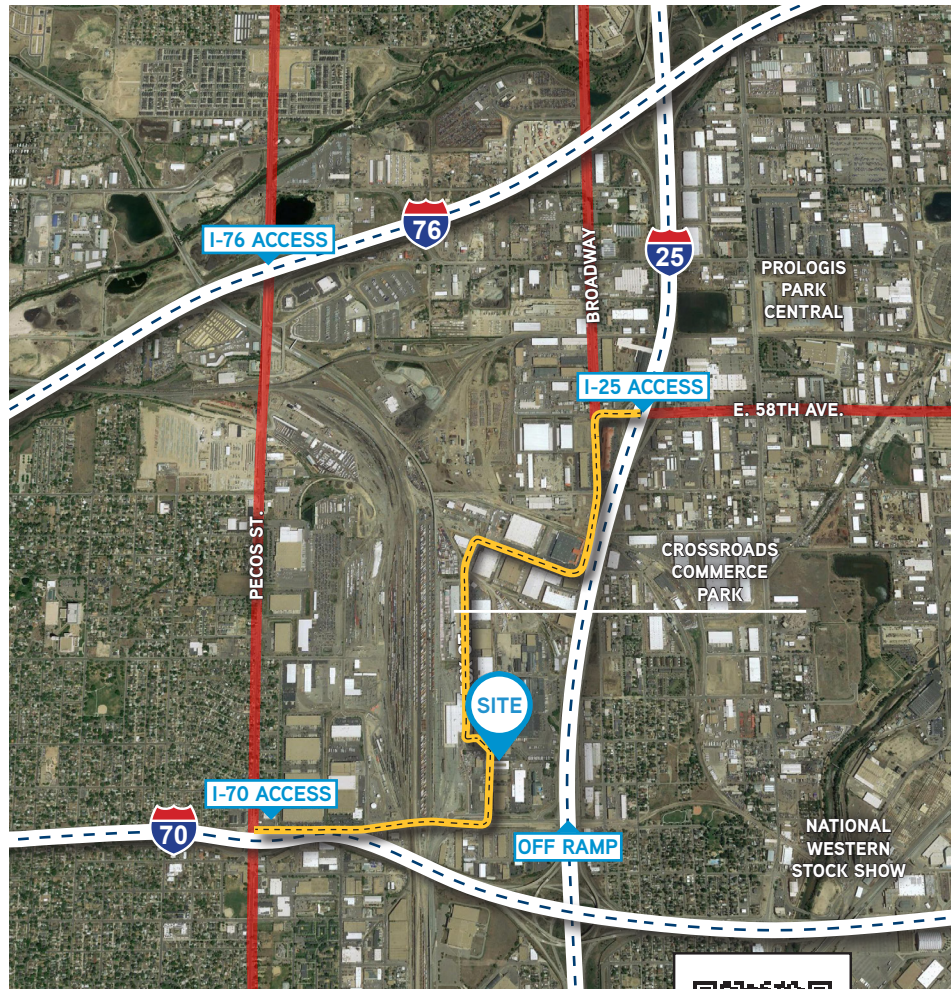 I-76 ACCESS
76
BROADWAY
25
PROLOGIS
PARK
CENTRAL
I-25 ACCESS
E. 58TH AVE.
PECOS ST.
CROSSROADS
COMMERCE
PARK
SITE
I-70 ACCESS
70
OFF RAMP
NATIONAL
WESTERN
STOCK SHOW